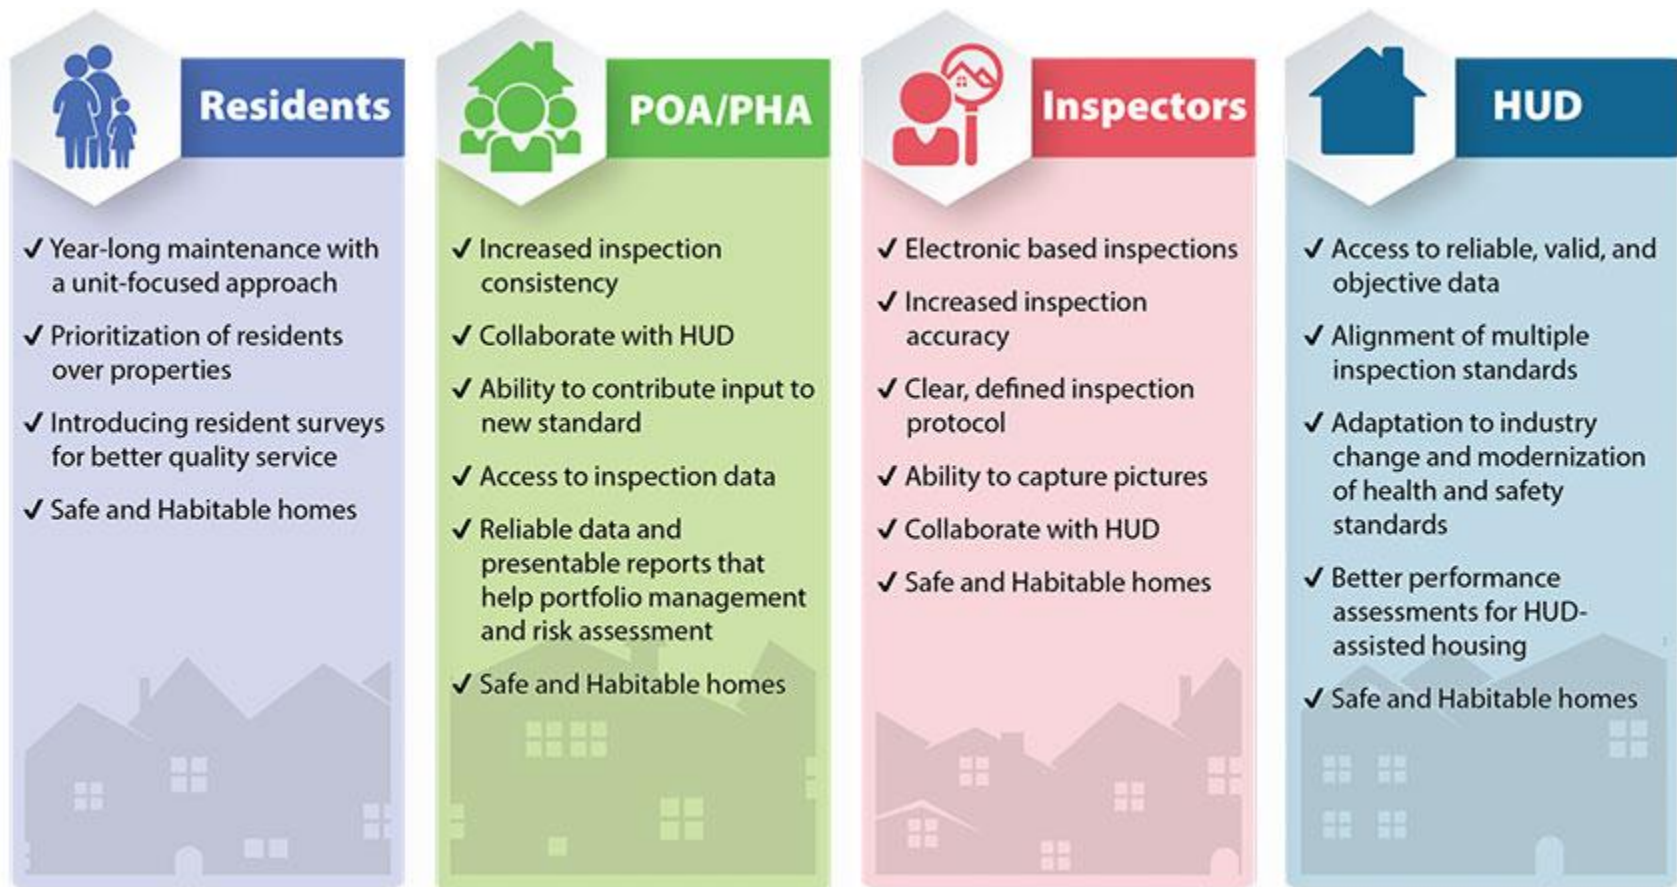 Residents
✓ Year-long maintenance with
a unit-focused approach
✓ Prioritization of residents
over properties
✓ Introducing resident surveys
for better quality service
✓ Safe and Habitable homes
POA/PHA
✓ Increased inspection
consistency
✓ Collaborate with HUD
✓ Ability to contribute input to
new standard
✓ Access to inspection data
✓ Reliable data and
presentable reports that
help portfolio management
and risk assessment
✓ Safe and Habitable homes
Inspectors
✓ Electronic based inspections
✓ Increased inspection
accuracy
✓ Clear, defined inspection
protocol
✓ Ability to capture pictures
✓ Collaborate with HUD
✓ Safe and Habitable homes
HUD
✓ Access to reliable, valid, and
objective data
✓ Alignment of multiple
inspection standards
✓ Adaptation to industry
change and modernization
of health and safety
standards
✓ Better performance
assessments for HUD-
assisted housing
✓ Safe and Habitable homes